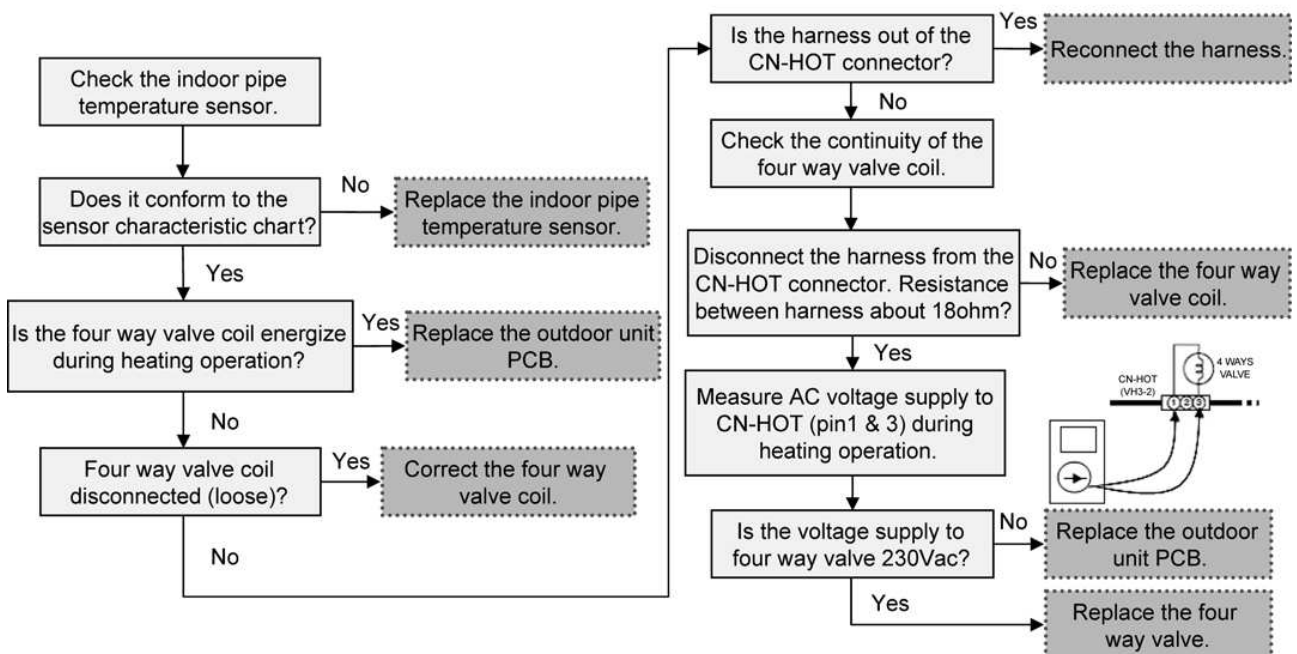 Check the indoor pipe
temperature sensor.
Does it conform to the
sensor characteristic chart?
No
Replace the indoor pipe
temperature sensor.
Yes
Is the four way valve coil energize
during heating operation?
Yes
Replace the outdoor unit
PCB.
No
Four way valve coil
disconnected (loose)?
Yes
Correct the four way
valve coil.
No
Is the harness out of the
CN-HOT connector?
Yes
Reconnect the harness.
No
Check the continuity of the
four way valve coil.
Disconnect the harness from the
CN-HOT connector. Resistance
between harness about 18ohm?
No
Replace the four way
valve coil.
Yes
Measure AC voltage supply to
CN-HOT (pin1 & 3) during
heating operation.
4 WAYS
VALVE
CN-HOT
(VH3-2)
1 2 3
Is the voltage supply to
four way valve 230Vac?
No
Replace the outdoor
unit PCB.
Yes
Replace the four
way valve.